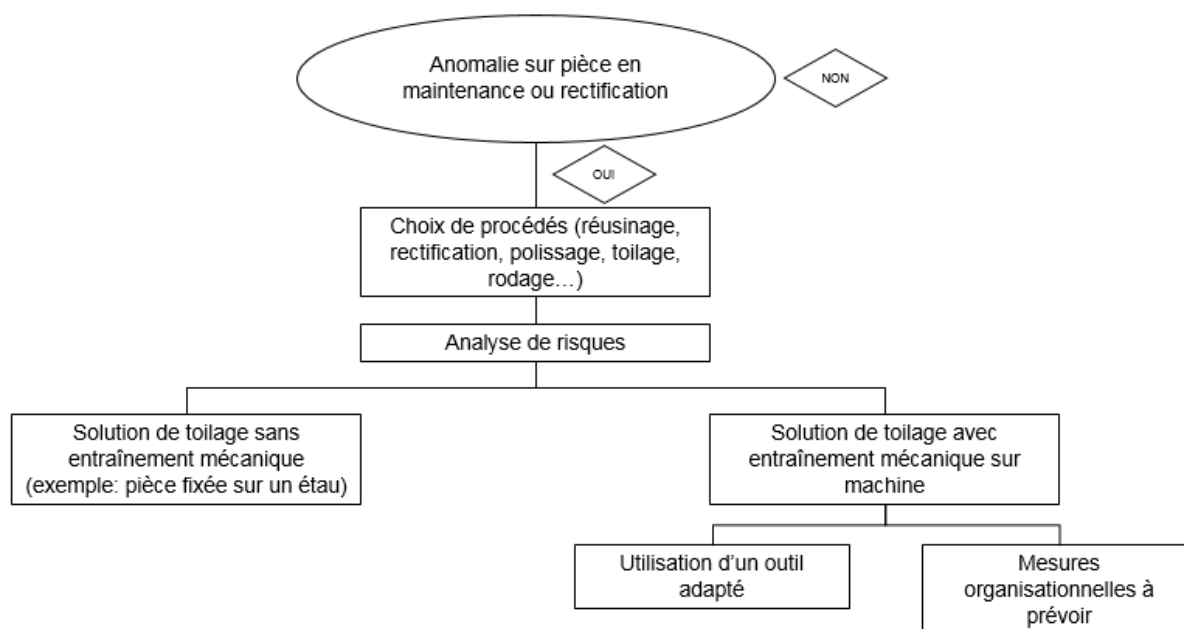 Anomalie sur pièce en
maintenance ou rectification
NON
OUI
Choix de procédés (réusinage,
rectification, polissage, toilage,
rodage…)
Analyse de risques
Solution de toilage sans
entraînement mécanique
(exemple: pièce fixée sur un étau)
Solution de toilage avec
entraînement mécanique sur
machine
Utilisation d’un outil
adapté
Mesures
organisationnelles à
prévoir